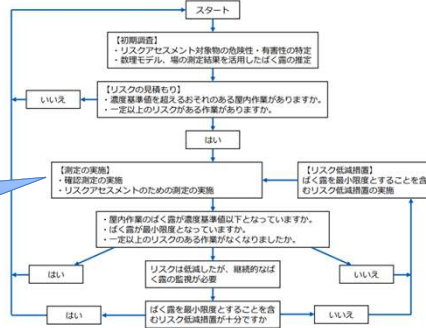 スタート
【初期調査】
・リスクアセスメント対象物の危険性・有害性の特定
・数理モデル、場の測定結果を活用したばく露の推定
【リスクの見積もり】
・濃度基準値を超えるおそれのある屋内作業がありますか。
・一定以上のリスクがある作業がありますか。
いいえ
はい
【測定の実施】
・確認測定の実施
・リスクアセスメントのための測定の実施
【リスク低減措置】
ばく露を最小限度とすることを含
むリスク低減措置の実施
・屋内作業のばく露が濃度基準値以下となっていますか。
・ばく露が最小限度となっていますか。
・一定以上のリスクのある作業がなくなりましたか。
はい
リスクは低減したが、継続的なば
く露の監視が必要
いいえ
はい
ばく露を最小限度とすることを含
むリスク低減措置が十分ですか
いいえ